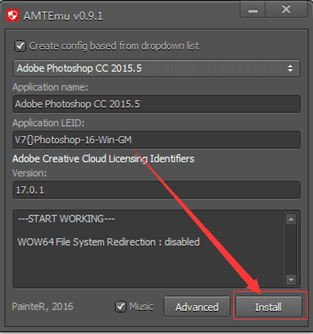 AMTEmu v0.9.1
Create config based from dropdown list
Adobe Photoshop CC 2015.5
Application name:
Adobe Photoshop CC 2015.5
Application LEID:
V7{}Photoshop-16-Win-GM
Adobe Creative Cloud Licensing Identifiers
Version:
17.0.1
---START WORKING---
WOW64 File System Redirection : disabled
PainteR, 2016 Music Advanced Install